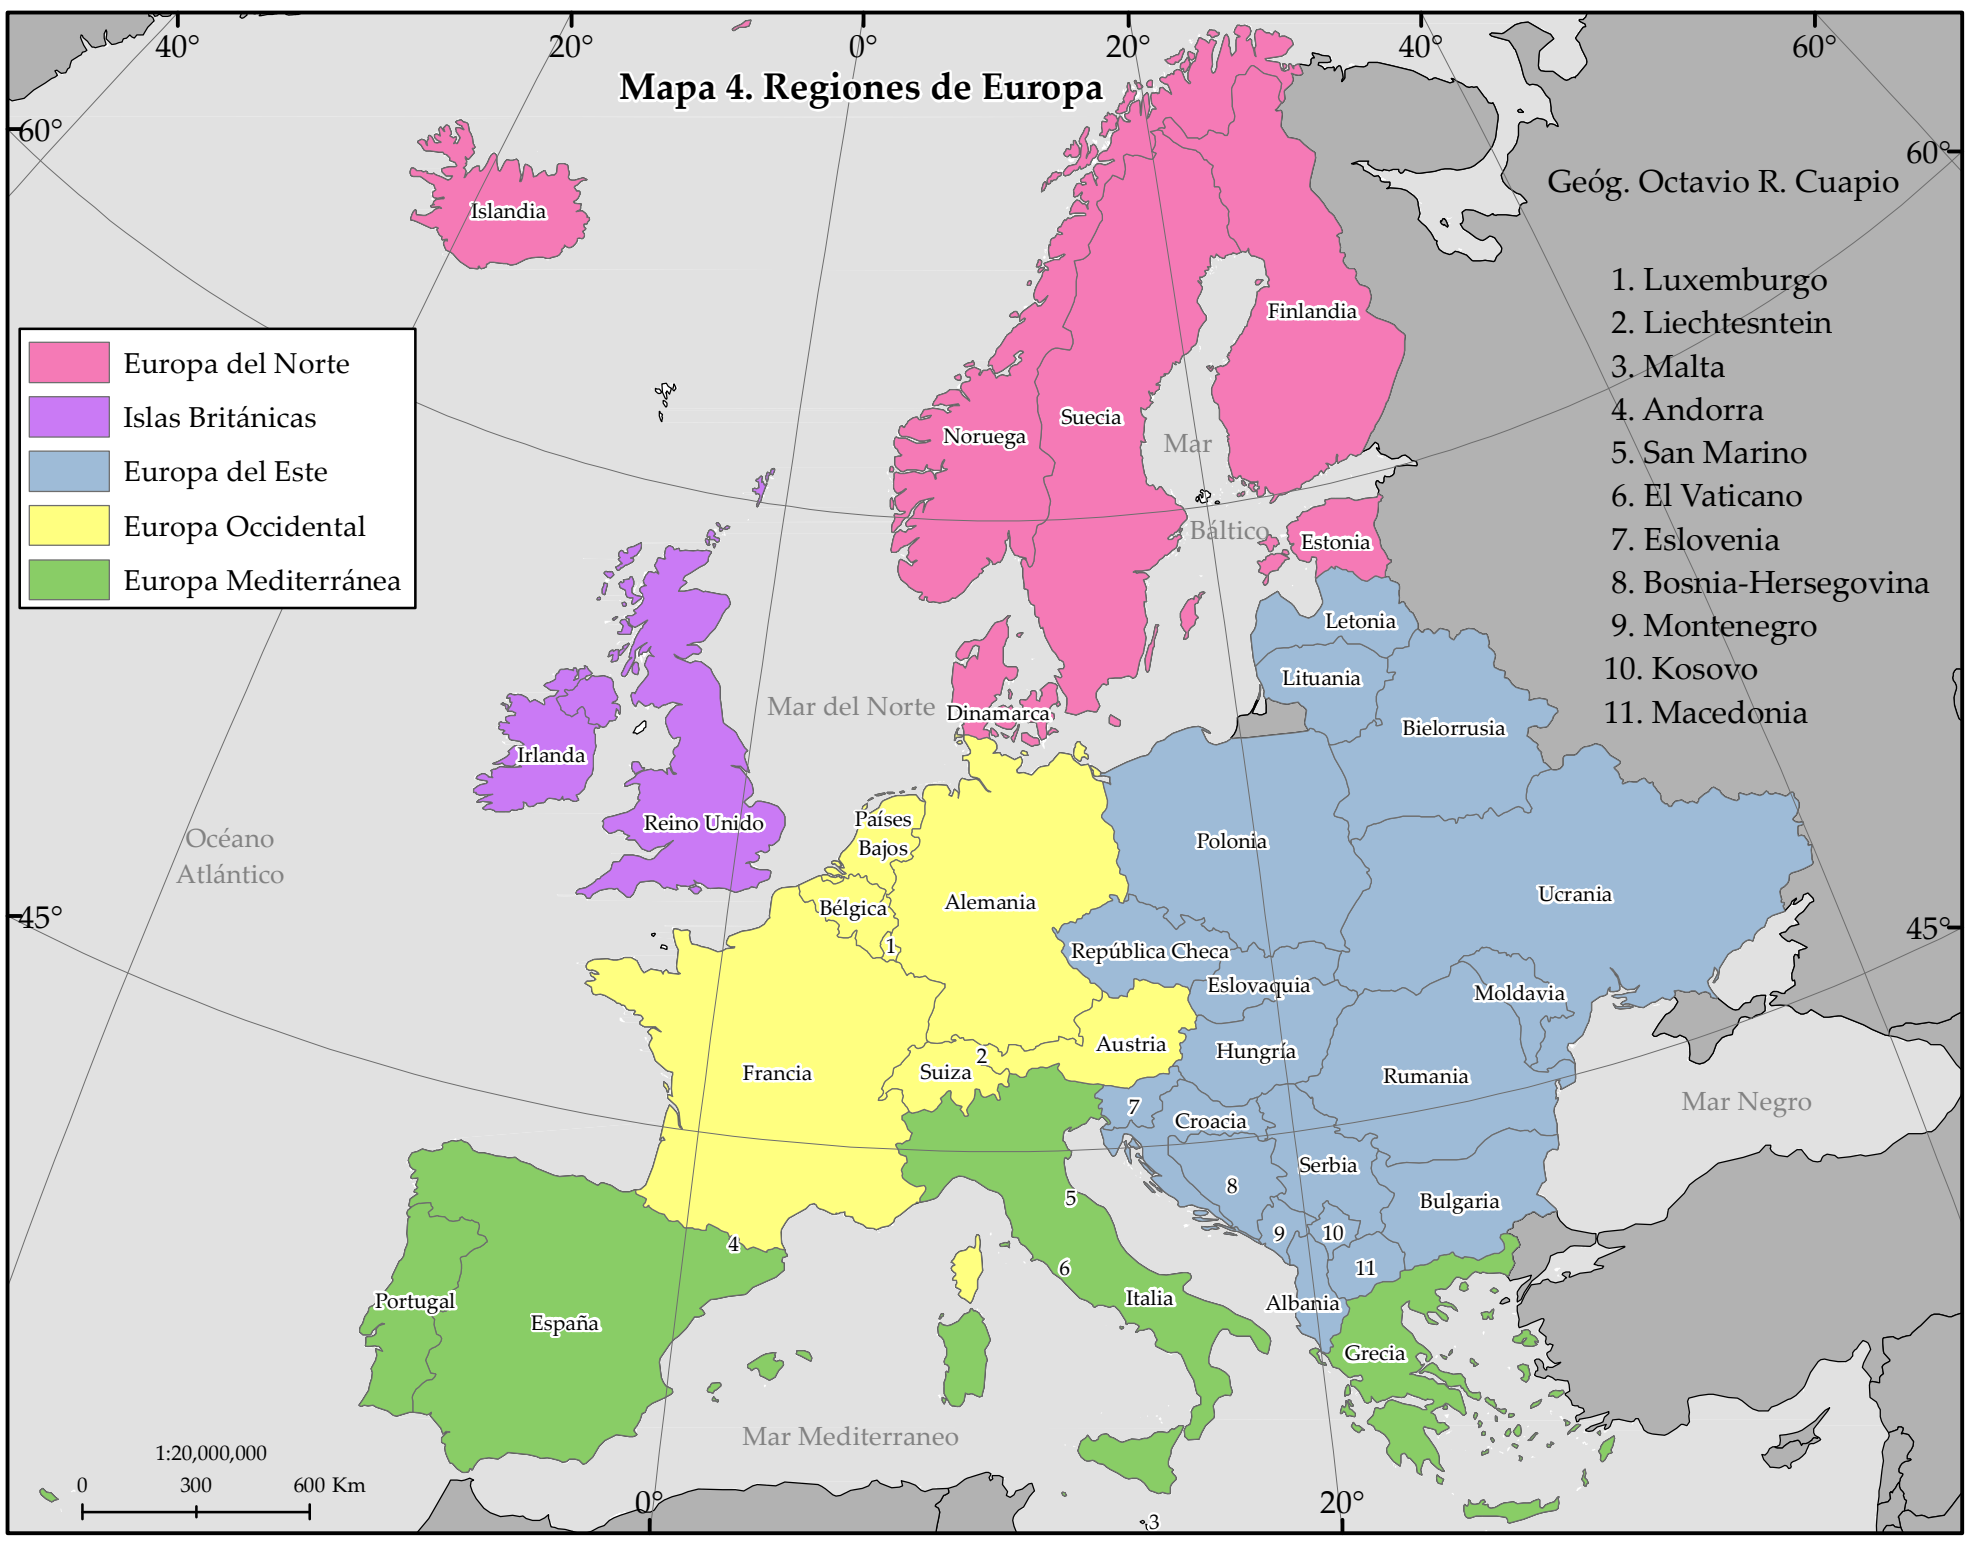 40°
20°
0°
20°
40°
60°
Mapa 4. Regiones de Europa
60°
60°
Geóg. Octavio R. Cuapio
Islandia
1. Luxemburgo
2. Liechtesntein
3. Malta
4. Andorra
5. San Marino
6. El Vaticano
7. Eslovenia
8. Bosnia-Hersegovina
9. Montenegro
10. Kosovo
11. Macedonia
Europa del Norte
Islas Británicas
Europa del Este
Europa Occidental
Europa Mediterránea
Finlandia
Suecia
Noruega
Mar
Báltico
Estonia
Letonia
Lituania
Mar del Norte
Dinamarca
Bielorrusia
Irlanda
Reino Unido
Países
Bajos
Océano
Atlántico
Polonia
Ucrania
Alemania
Bélgica
45°
45°
1
República Checa
Eslovaquia
Moldavia
Austria
Hungría
2
Suiza
Francia
Rumania
Mar Negro
7
Croacia
Serbia
8
5
Bulgaria
9
10
4
6
11
Portugal
España
Italia
Albania
Grecia
Mar Mediterraneo
1:20,000,000
0
300
600 Km
0°
20°
3